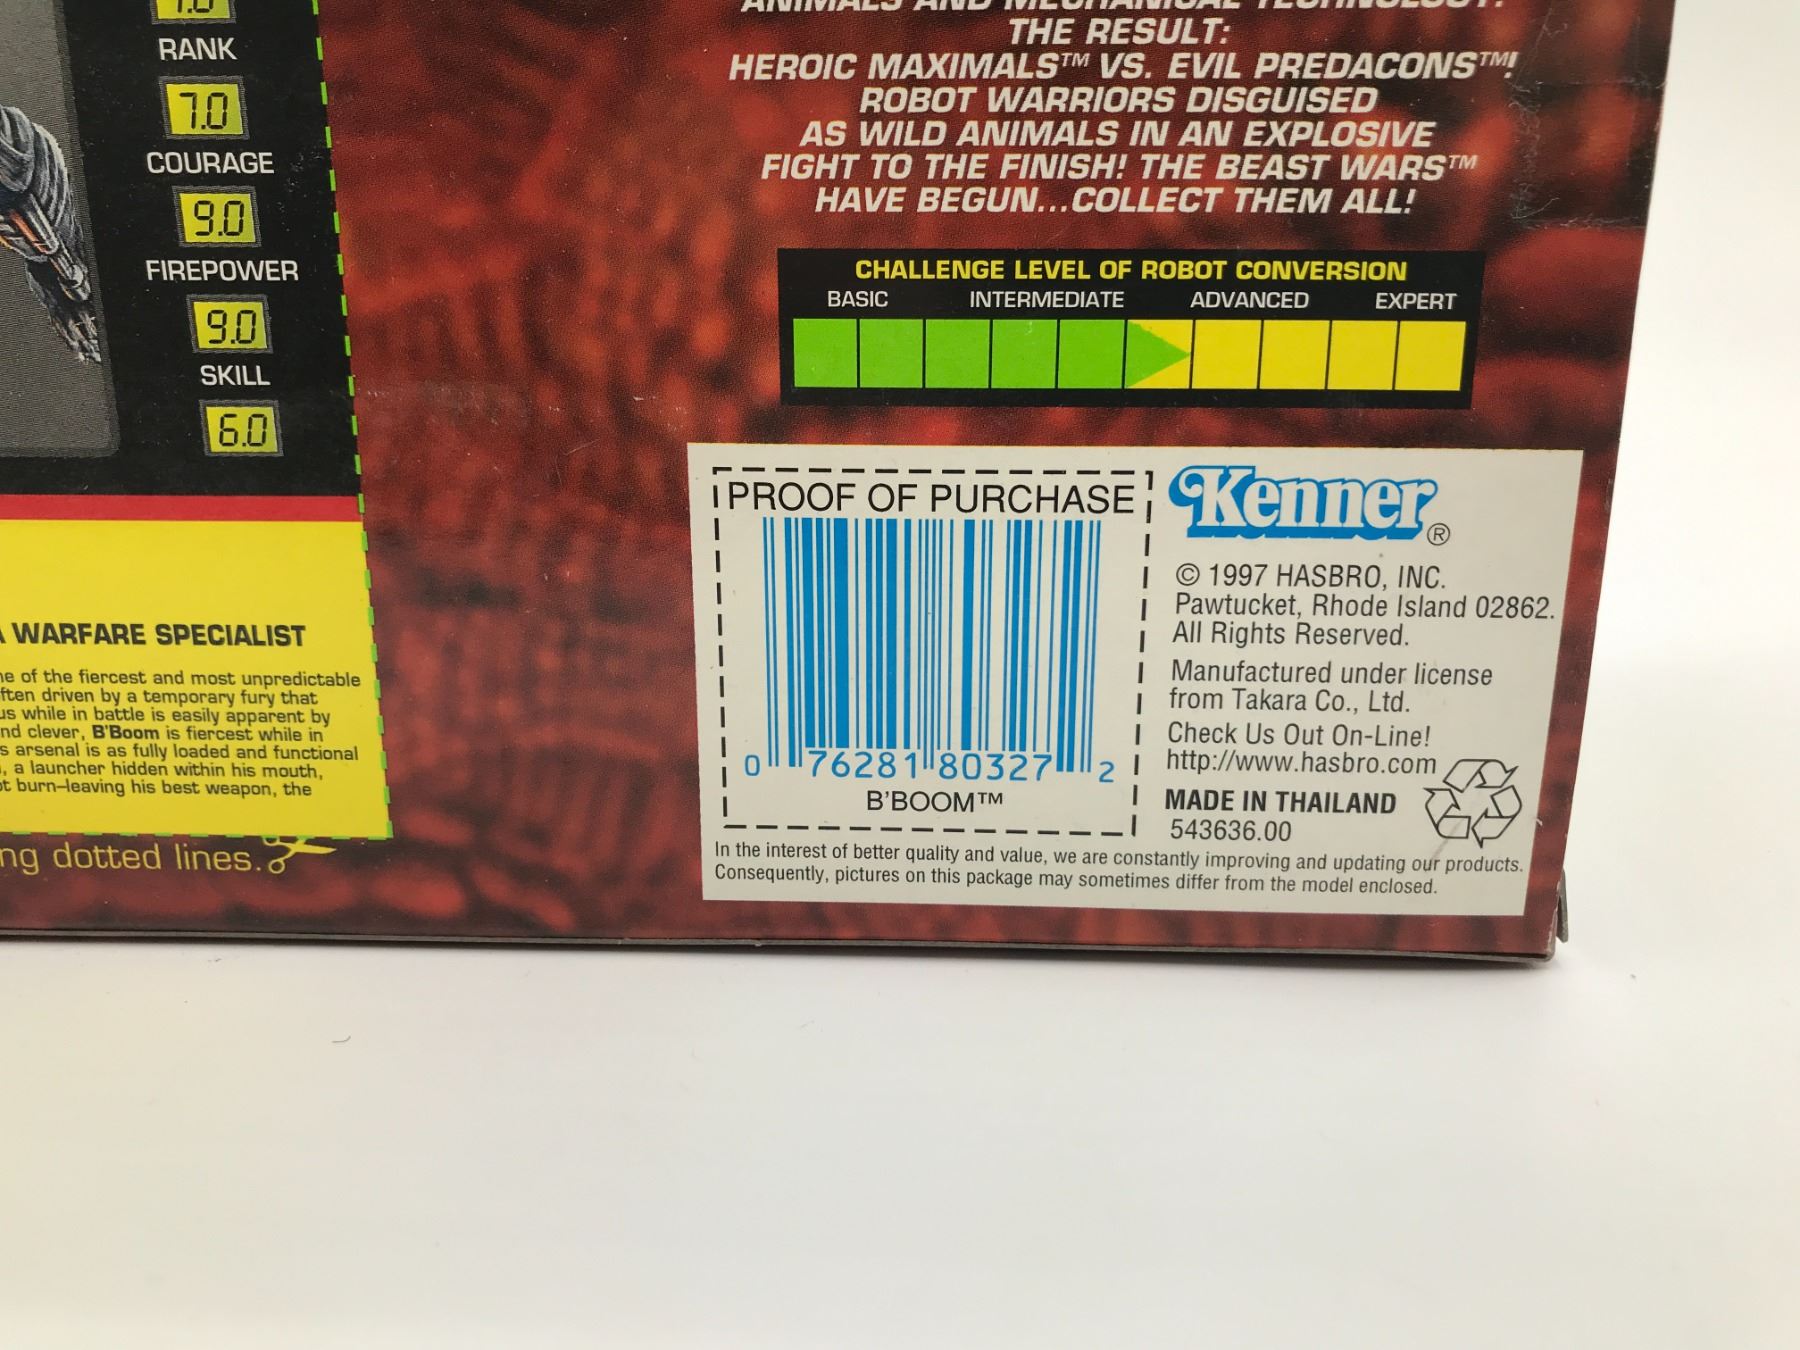 RANK
7.0
COURAGE
9.0
FIREPOWER
9.0
SKILL
6.0
WARFARE SPECIALIST
of the fiercest and most unpredictable
driven by a temporary fury that
while in battle is easily apparent by
clever, B'Boom is fiercest while in
arsenal is as fully loaded and functional
, a launcher hidden within his mouth,
burn–leaving his best weapon, the
dotted lines.
ANIMALS AND MECHANICAL TECHNOLOGY.
THE RESULT:
HEROIC MAXIMALS™ VS. EVIL PREDACONS™!
ROBOT WARRIORS DISGUISED
AS WILD ANIMALS IN AN EXPLOSIVE
FIGHT TO THE FINISH! THE BEAST WARS™
HAVE BEGUN...COLLECT THEM ALL!
CHALLENGE LEVEL OF ROBOT CONVERSION
BASIC INTERMEDIATE ADVANCED EXPERT
PROOF OF PURCHASE
0 76281 80327 2
B'BOOM™
Kenner®
© 1997 HASBRO, INC.
Pawtucket, Rhode Island 02862.
All Rights Reserved.
Manufactured under license
from Takara Co., Ltd.
Check Us Out On-Line!
http://www.hasbro.com
MADE IN THAILAND
543636.00
In the interest of better quality and value, we are constantly improving and updating our products.
Consequently, pictures on this package may sometimes differ from the model enclosed.